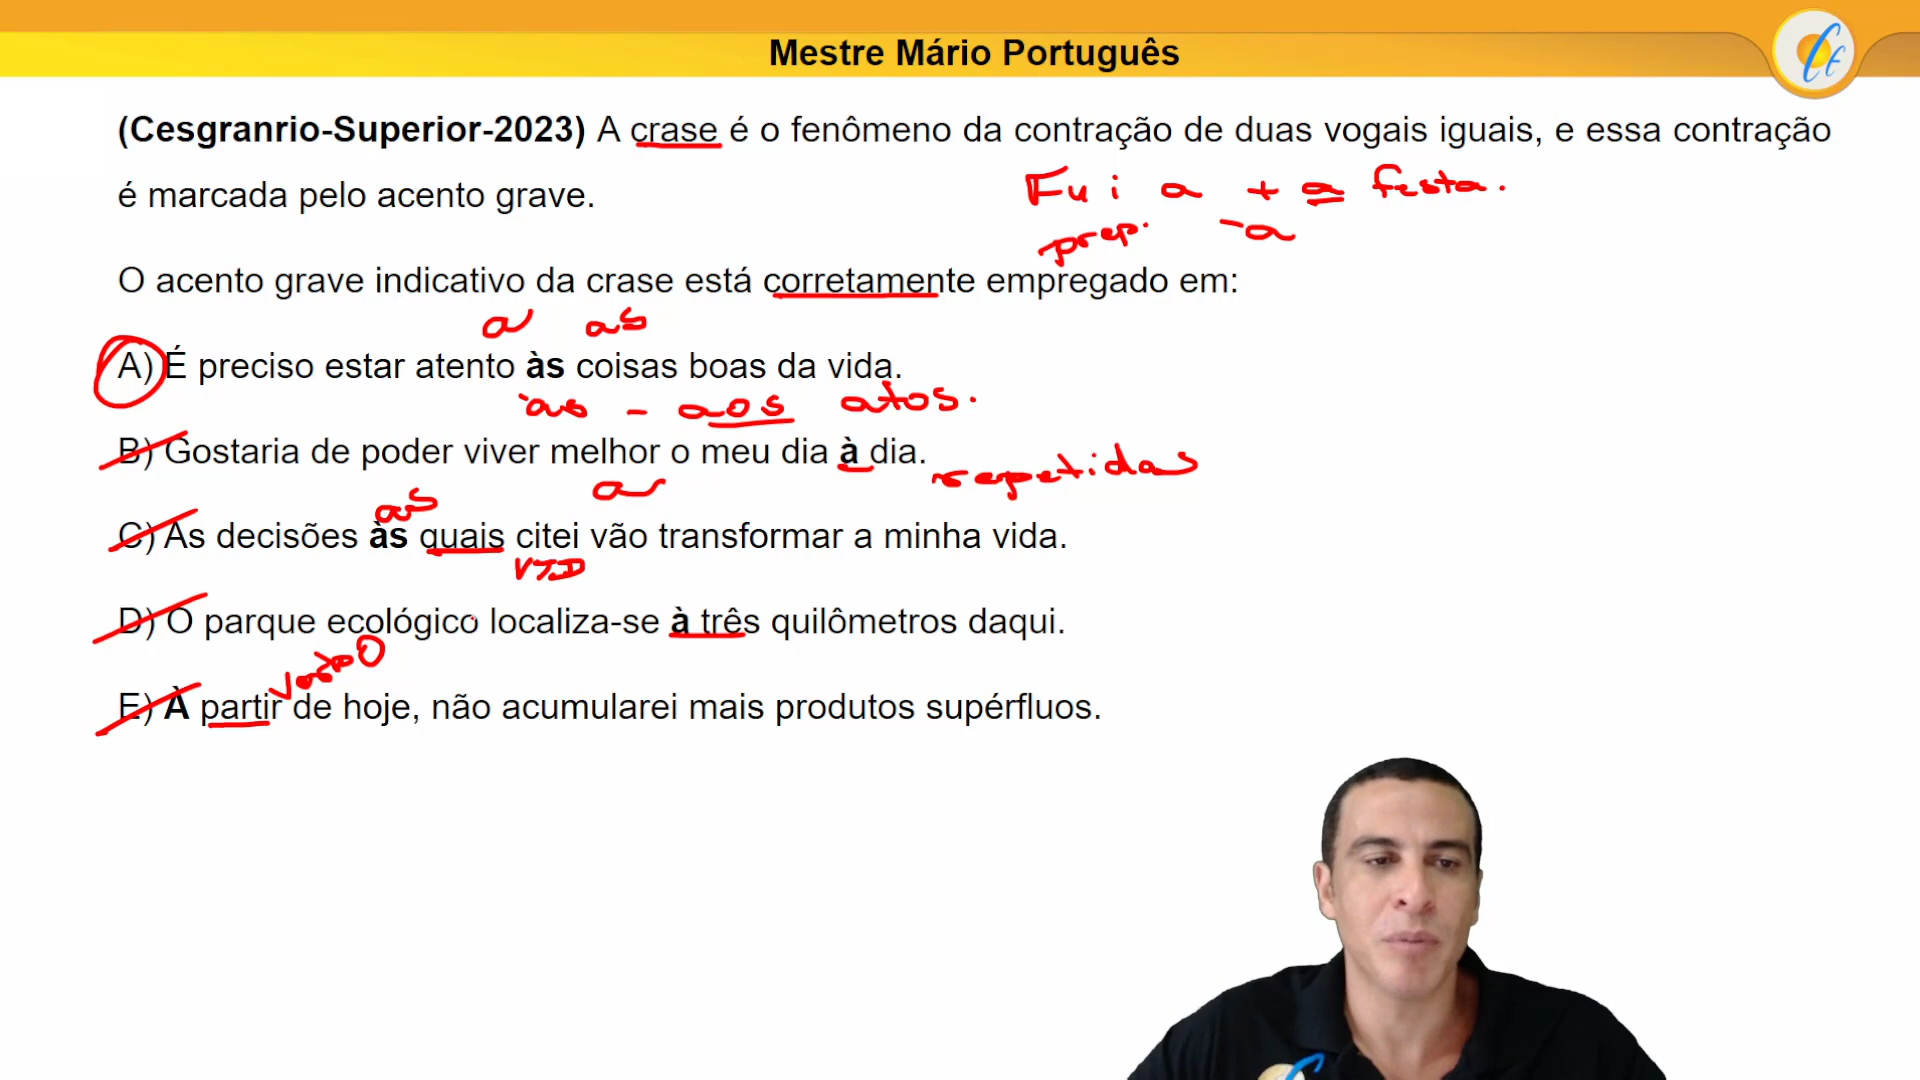 Mestre Mário Português
(Cesgranrio-Superior-2023) A crase é o fenômeno da contração de duas vogais iguais, e essa contração
é marcada pelo acento grave.
Fui a + a festa.
prep. -a
O acento grave indicativo da crase está corretamente empregado em:
a as
A) É preciso estar atento às coisas boas da vida.
às - aos atos.
B) Gostaria de poder viver melhor o meu dia à dia.
repetidas
as a
C) As decisões às quais citei vão transformar a minha vida.
VTD
D) O parque ecológico localiza-se à três quilômetros daqui.
verbo
E) À partir de hoje, não acumularei mais produtos supérfluos.